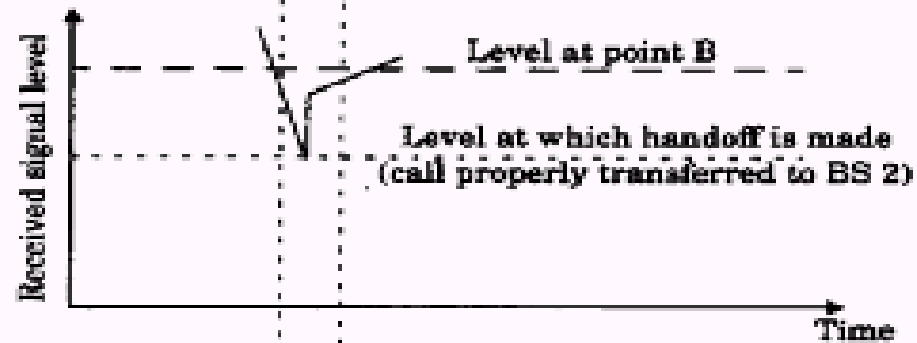 Received signal level
Level at point B
Level at which handoff is made
(call properly transferred to BS 2)
Time